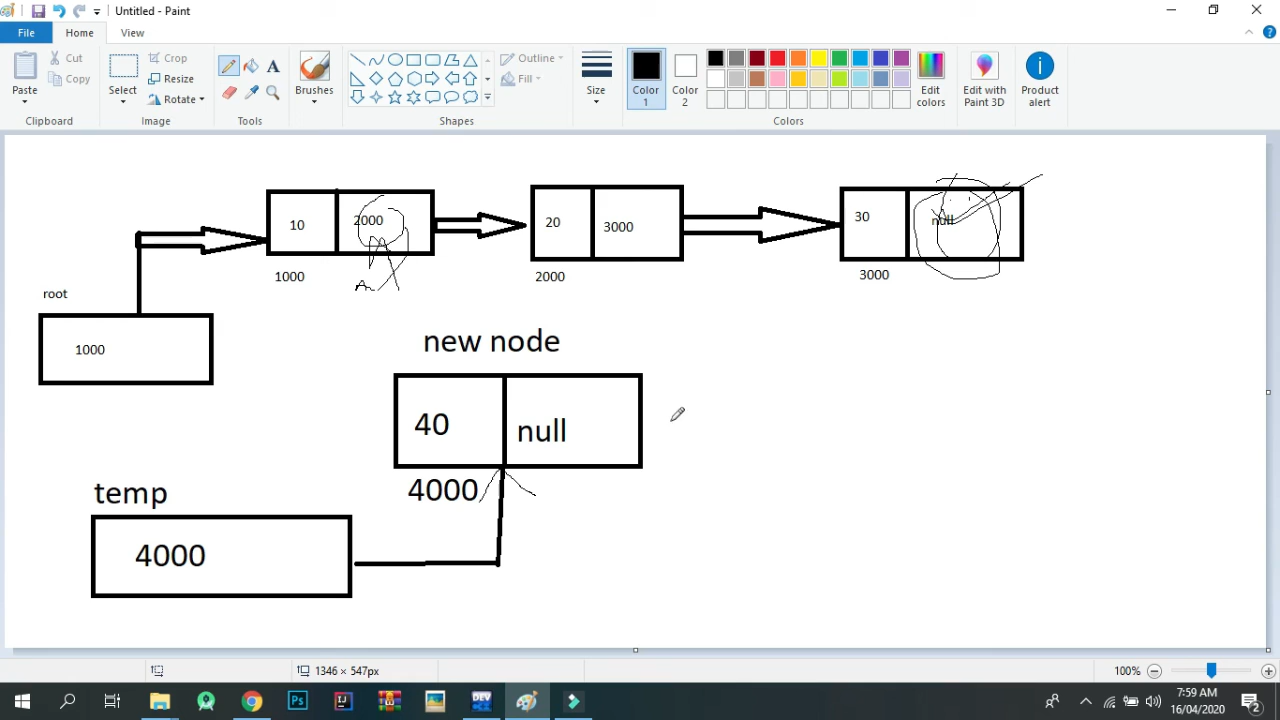 Untitled - Paint
File Home View
Paste
Cut
Copy
Clipboard
Select
Crop
Resize
Rotate
Image
Tools
Brushes
Outline
Fill
Shapes
Size
Color 1
Color 2
Colors
Edit colors
Edit with Paint 3D
Product alert
10 2000
20 3000
30 null
1000
2000
3000
root
1000
new node
40 null
4000
temp
4000
1346 × 547px
100%
Ps
DEV
7:59 AM
16/04/2020
2